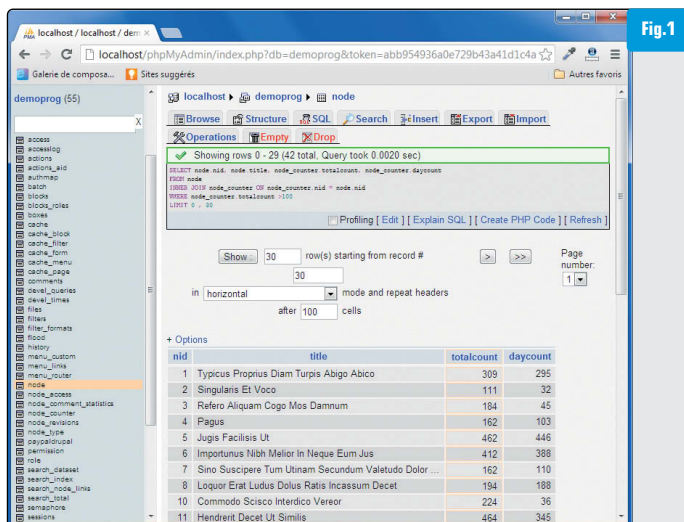 Fig.1
localhost / localhost / dem
localhost/phpMyAdmin/index.php?db=demoprog&token=abb954936a0e729b43a41d1c4a
Galerie de composa... Sites suggérés Autres favoris
demoprog (55)
X
access
accesslog
actions
actions_aid
authmap
batch
blocks
blocks_roles
boxes
cache
cache_block
cache_filter
cache_form
cache_menu
cache_page
comments
devel_queries
devel_times
files
filters
filter_formats
flood
history
menu_custom
menu_links
menu_router
node
node_access
node_comment_statistics
node_counter
node_revisions
node_type
paypaldrupal
permission
role
search_dataset
search_index
search_node_links
search_total
semaphore
sessions
localhost demoprog node
Browse Structure SQL Search Insert Export Import
Operations Empty Drop
Showing rows 0 - 29 (42 total, Query took 0.0020 sec)
SELECT node.nid, node.title, node_counter.totalcount, node_counter.daycount
FROM node
INNER JOIN node_counter ON node_counter.nid = node.nid
WHERE node_counter.totalcount >100
LIMIT 0 , 30
Profiling [ Edit ] [ Explain SQL ] [ Create PHP Code ] [ Refresh ]
Show : 30 row(s) starting from record # > >> Page
number:
30
1
in horizontal mode and repeat headers
after 100 cells
+ Options
nid title totalcount daycount
1 Typicus Proprius Diam Turpis Abigo Abico 309 295
2 Singularis Et Voco 111 32
3 Refero Aliquam Cogo Mos Damnum 184 45
4 Pagus 162 103
5 Jugis Facilisis Ut 462 446
6 Importunus Nibh Melior In Neque Eum Jus 412 388
7 Sino Suscipere Tum Utinam Secundum Valetudo Dolor ... 162 110
8 Loquor Erat Ludus Dolus Ratis Incassum Decet 194 188
10 Commodo Scisco Interdico Vereor 224 36
11 Hendrerit Decet Ut Similis 464 345